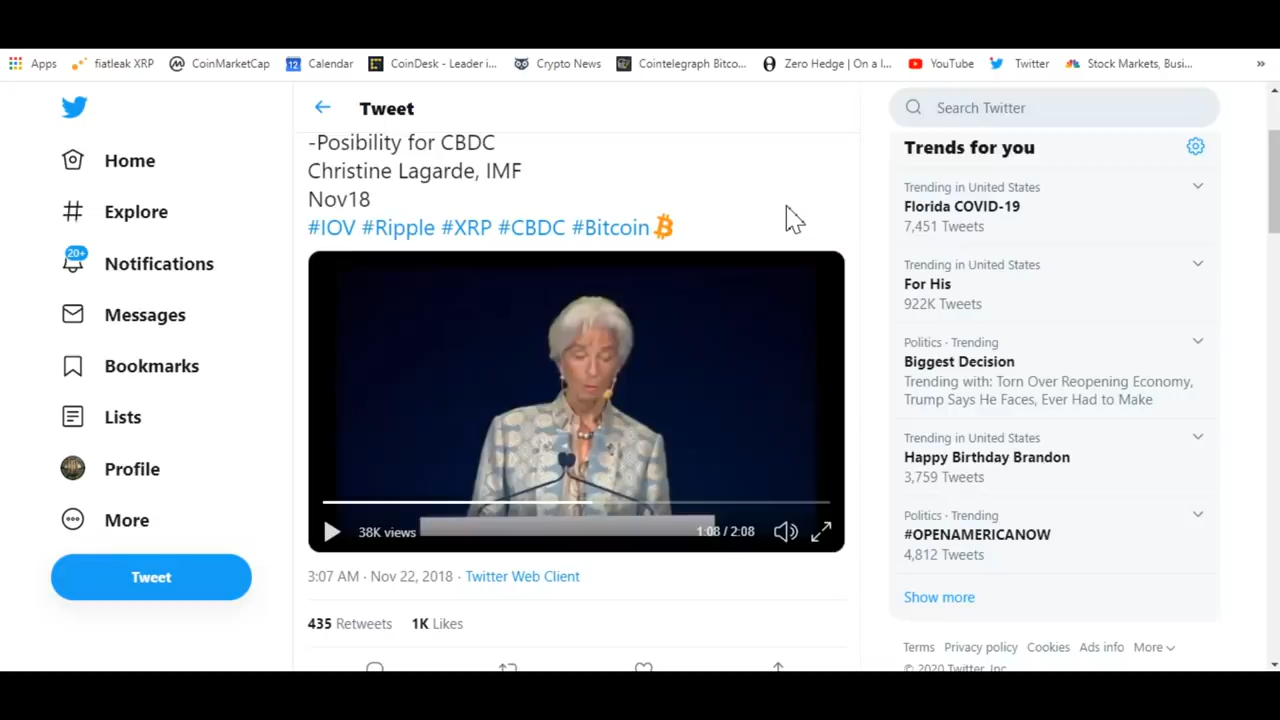 Apps
fiatleak XRP
CoinMarketCap
12
Calendar
CoinDesk - Leader i...
Crypto News
Cointelegraph Bitco...
Zero Hedge | On a l...
YouTube
Twitter
Stock Markets, Busi...
»
Home
Explore
20+
Notifications
Messages
Bookmarks
Lists
Profile
More
Tweet
Tweet
-Posibility for CBDC
Christine Lagarde, IMF
Nov18
#IOV #Ripple #XRP #CBDC #Bitcoin
38K views
1:08 / 2:08
3:07 AM · Nov 22, 2018 · Twitter Web Client
435 Retweets 1K Likes
Search Twitter
Trends for you
Trending in United States
Florida COVID-19
7,451 Tweets
Trending in United States
For His
922K Tweets
Politics · Trending
Biggest Decision
Trending with: Torn Over Reopening Economy,
Trump Says He Faces, Ever Had to Make
Trending in United States
Happy Birthday Brandon
3,759 Tweets
Politics · Trending
#OPENAMERICANOW
4,812 Tweets
Show more
Terms Privacy policy Cookies Ads info More
© 2020 Twitter, Inc.